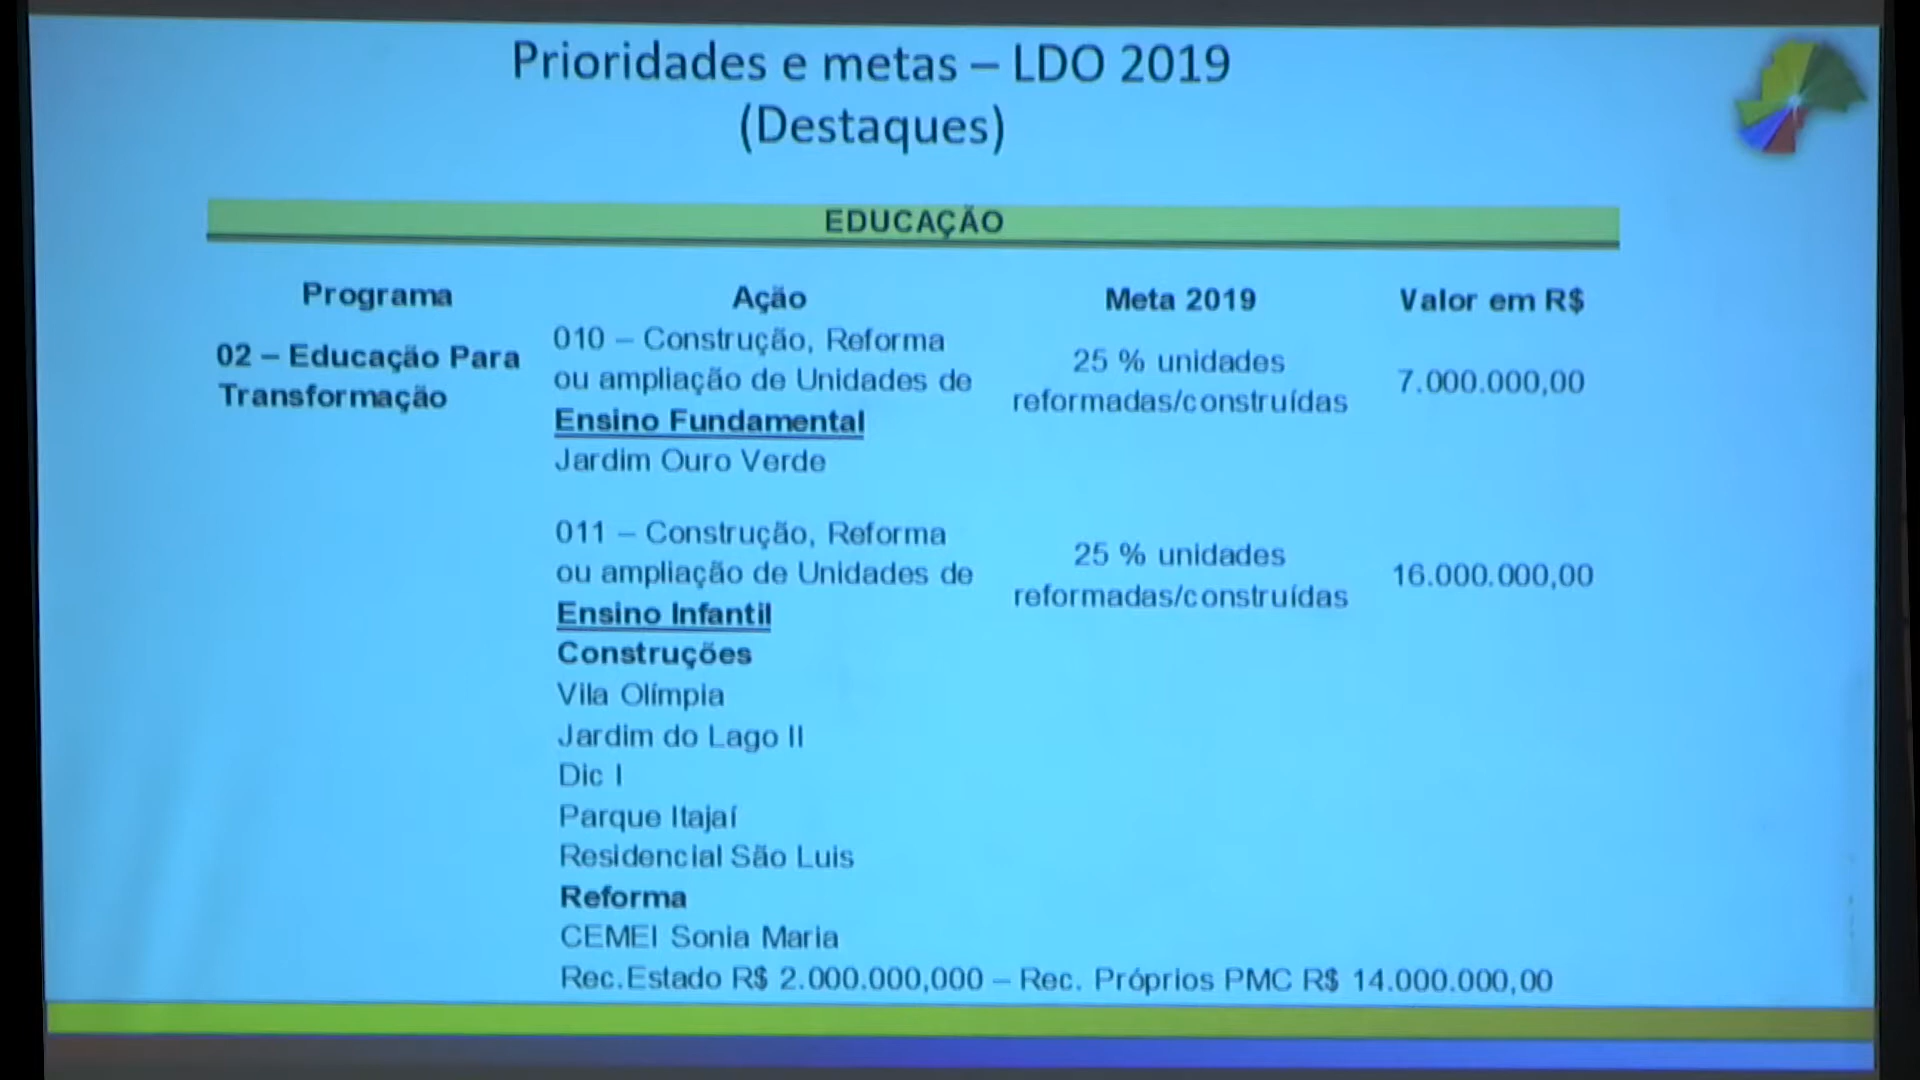 Prioridades e metas – LDO 2019
(Destaques)
EDUCAÇÃO
Programa
Ação
Meta 2019
Valor em R$
02 – Educação Para
Transformação
010 – Construção, Reforma
ou ampliação de Unidades de
Ensino Fundamental
Jardim Ouro Verde
25 % unidades
reformadas/construídas
7.000.000,00
011 – Construção, Reforma
ou ampliação de Unidades de
Ensino Infantil
Construções
Vila Olímpia
Jardim do Lago II
Dic I
Parque Itajaí
Residencial São Luis
Reforma
CEMEI Sonia Maria
25 % unidades
reformadas/construídas
16.000.000,00
Rec.Estado R$ 2.000.000,000 – Rec. Próprios PMC R$ 14.000.000,00